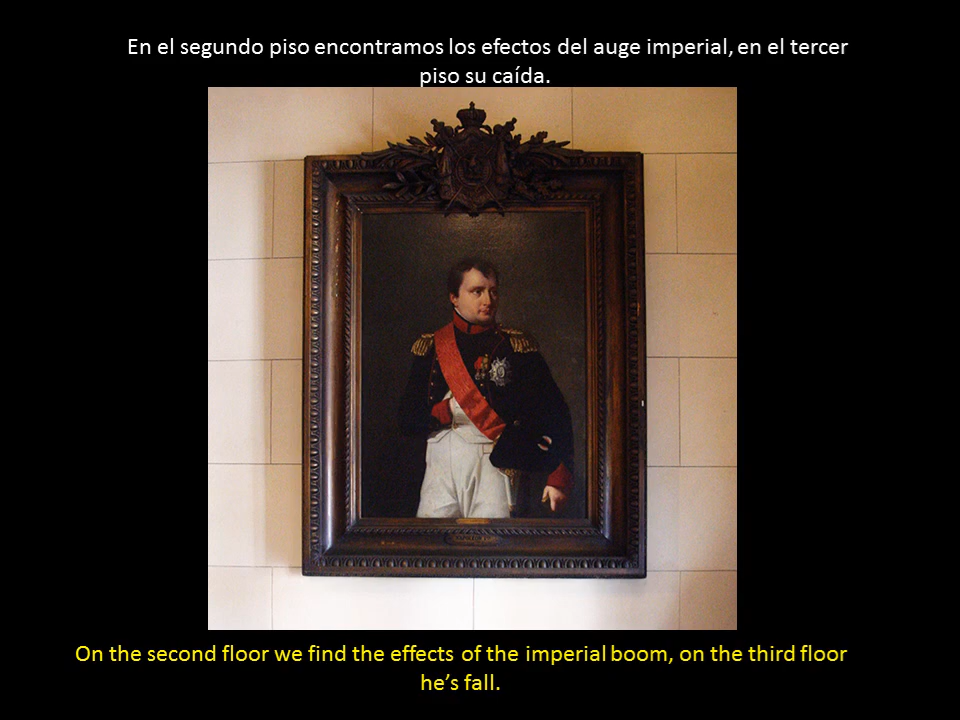 En el segundo piso encontramos los efectos del auge imperial, en el tercer
piso su caída.
On the second floor we find the effects of the imperial boom, on the third floor
he’s fall.